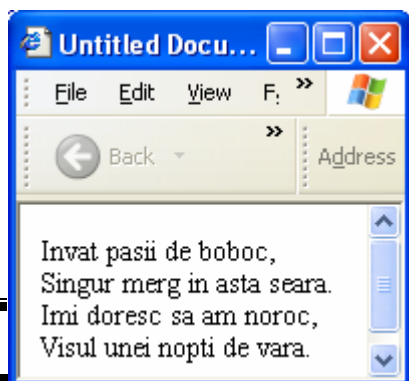 Untitled Docu...
File Edit View F: »
Back » Address
Invat pasii de boboc,
Singur merg in asta seara.
Imi doresc sa am noroc,
Visul unei nopti de vara.